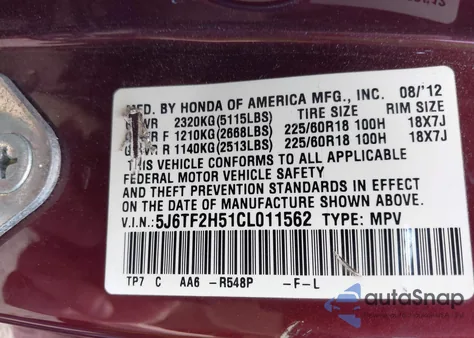 MFD. BY HONDA OF AMERICA MFG., INC. 08/'12
WR 2320KG(5115LBS) TIRE SIZE RIM SIZE
WR F 1210KG(2668LBS) 225/60R18 100H 18X7J
WR R 1140KG(2513LBS) 225/60R18 100H 18X7J
THIS VEHICLE CONFORMS TO ALL APPLICABLE
FEDERAL MOTOR VEHICLE SAFETY
AND THEFT PREVENTION STANDARDS IN EFFECT
ON THE DATE OF MANUFACTURE SHOWN ABOVE.
V.I.N.: 5J6TF2H51CL011562 TYPE: MPV
TP7 C AA6 -R548P -F-L
autoSnap